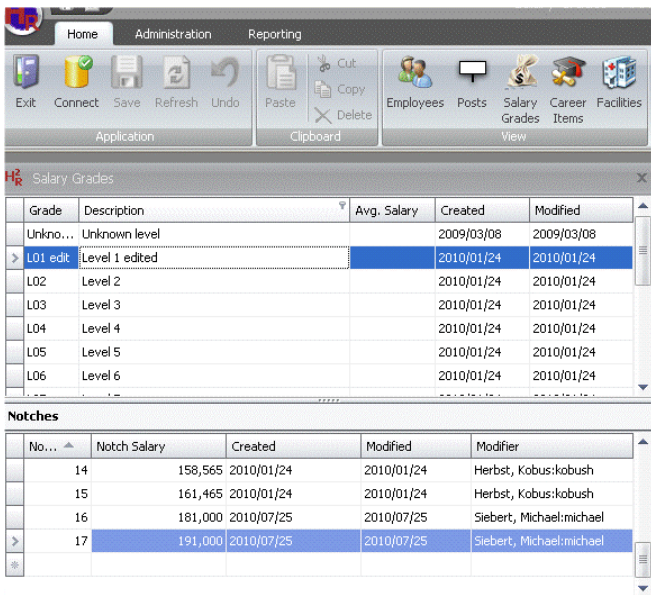 Home Administration Reporting
Exit Connect Save Refresh Undo Paste Cut Copy Delete Employees Posts Salary Grades Career Items Facilities
Application Clipboard View
Salary Grades
Grade Description Avg. Salary Created Modified
Unkno... Unknown level 2009/03/08 2009/03/08
L01 edit Level 1 edited 2010/01/24 2010/01/24
L02 Level 2 2010/01/24 2010/01/24
L03 Level 3 2010/01/24 2010/01/24
L04 Level 4 2010/01/24 2010/01/24
L05 Level 5 2010/01/24 2010/01/24
L06 Level 6 2010/01/24 2010/01/24
Notches
No... Notch Salary Created Modified Modifier
14 158,565 2010/01/24 2010/01/24 Herbst, Kobus:kobush
15 161,465 2010/01/24 2010/01/24 Herbst, Kobus:kobush
16 181,000 2010/07/25 2010/07/25 Siebert, Michael:michael
17 191,000 2010/07/25 2010/07/25 Siebert, Michael:michael